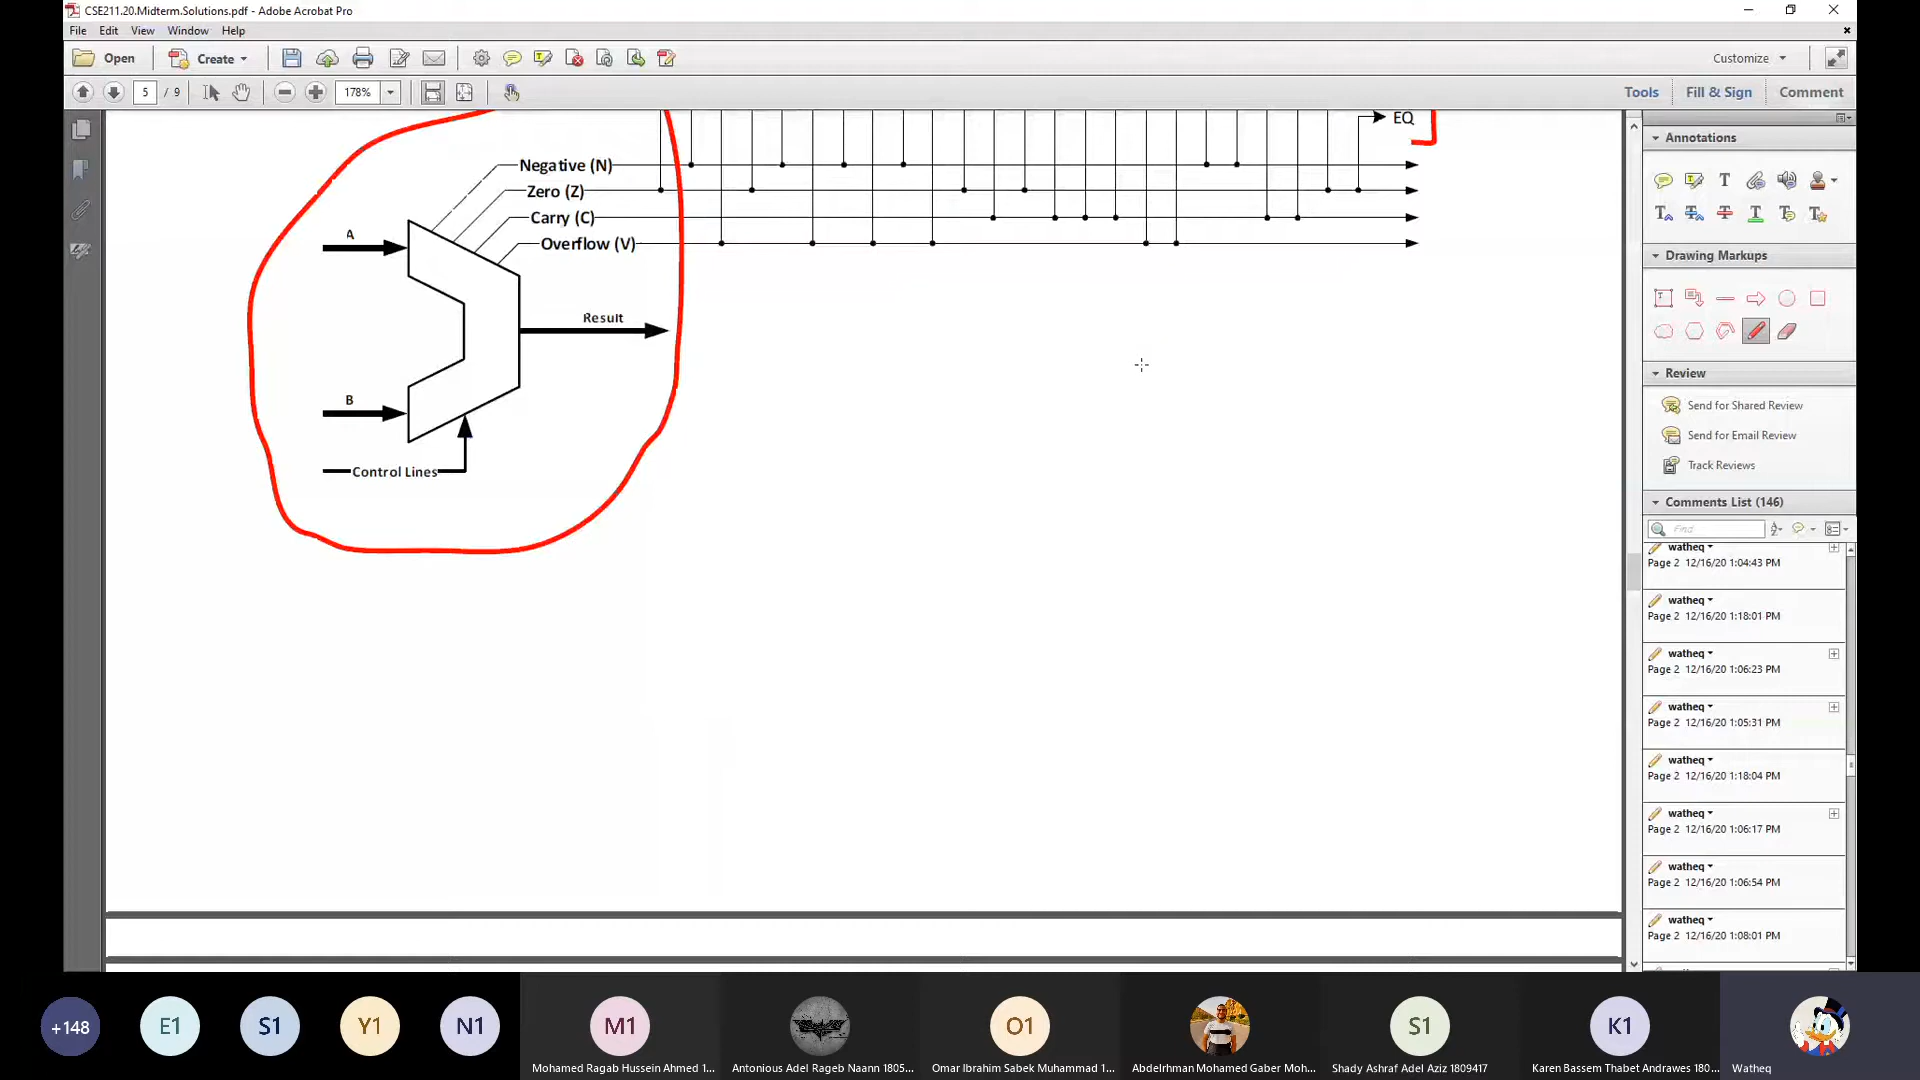 CSE211.20.Midterm.Solutions.pdf - Adobe Acrobat Pro
File Edit View Window Help
Open Create Customize
5 / 9 178% Tools Fill & Sign Comment
EQ
Negative (N)
Zero (Z)
Carry (C)
Overflow (V)
A
Result
B
Control Lines
Annotations
Drawing Markups
Review
Send for Shared Review
Send for Email Review
Track Reviews
Comments List (146)
Find
watheq
Page 2 12/16/20 1:04:43 PM
watheq
Page 2 12/16/20 1:18:01 PM
watheq
Page 2 12/16/20 1:06:23 PM
watheq
Page 2 12/16/20 1:05:31 PM
watheq
Page 2 12/16/20 1:18:04 PM
watheq
Page 2 12/16/20 1:06:17 PM
watheq
Page 2 12/16/20 1:06:54 PM
watheq
Page 2 12/16/20 1:08:01 PM
+148 E1 S1 Y1 N1 M1 O1 S1 K1
Mohamed Ragab Hussein Ahmed 1... Antonious Adel Rageb Naann 1805... Omar Ibrahim Sabek Muhammad 1... Abdelrhman Mohamed Gaber Moh... Shady Ashraf Adel Aziz 1809417 Karen Bassem Thabet Andrawes 180... Watheq